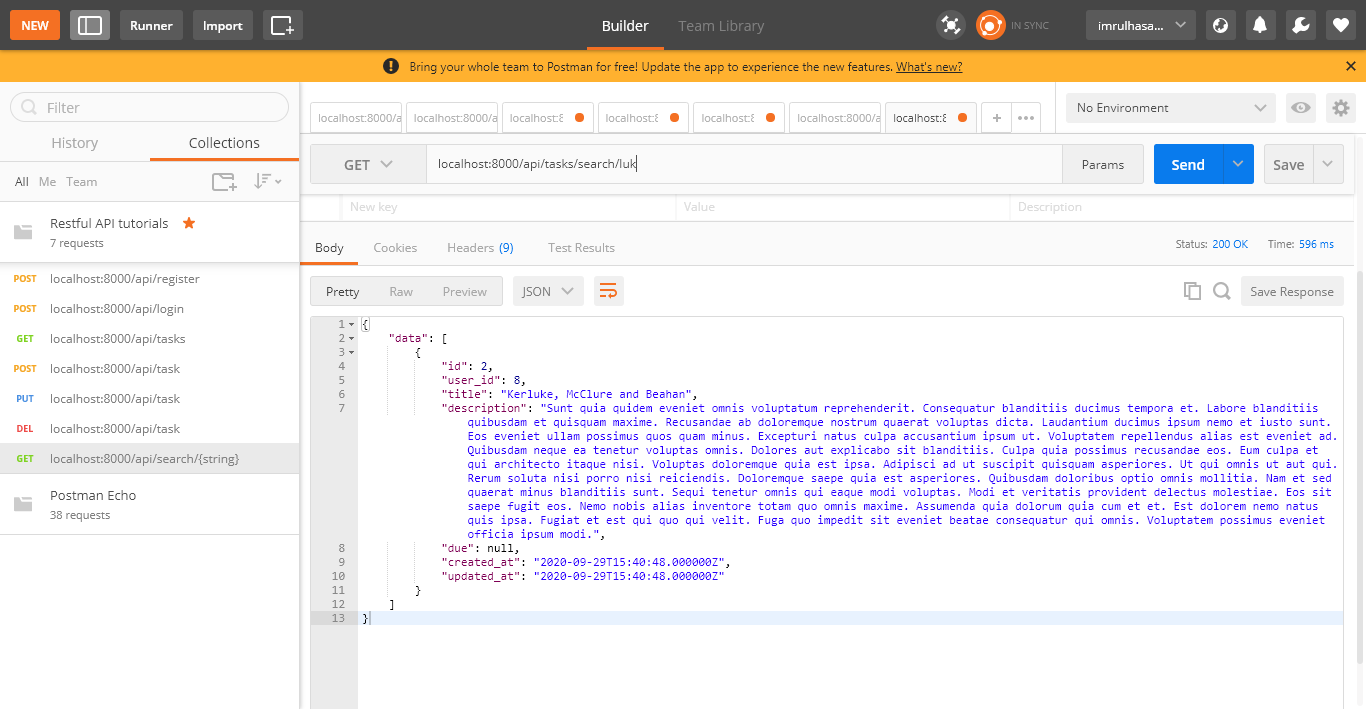 NEW
Runner
Import
Builder
Team Library
IN SYNC
imrulhasa...
Bring your whole team to Postman for free! Update the app to experience the new features. What's new?
Filter
History
Collections
All Me Team
Restful API tutorials
7 requests
POST localhost:8000/api/register
POST localhost:8000/api/login
GET localhost:8000/api/tasks
POST localhost:8000/api/task
PUT localhost:8000/api/task
DEL localhost:8000/api/task
GET localhost:8000/api/search/{string}
Postman Echo
38 requests
localhost:8000/a
localhost:8000/a
localhost:8
localhost:8
localhost:8
localhost:8000/a
localhost:8
+
•••
No Environment
GET
localhost:8000/api/tasks/search/luk
Params
Send
Save
New key
Value
Description
Body
Cookies
Headers (9)
Test Results
Status: 200 OK
Time: 596 ms
Pretty
Raw
Preview
JSON
Save Response
1 {
2 "data": [
3 {
4 "id": 2,
5 "user_id": 8,
6 "title": "Kerluke, McClure and Beahan",
7 "description": "Sunt quia quidem eveniet omnis voluptatum reprehenderit. Consequatur blanditiis ducimus tempora et. Labore blanditiis
quibusdam et quisquam maxime. Recusandae ab doloremque nostrum quaerat voluptas dicta. Laudantium ducimus ipsum nemo et iusto sunt.
Eos eveniet ullam possimus quos quam minus. Excepturi natus culpa accusantium ipsum ut. Voluptatem repellendus alias est eveniet ad.
Quibusdam neque ea tenetur voluptas omnis. Dolores aut explicabo sit blanditiis. Culpa quia possimus recusandae eos. Eum culpa et
qui architecto itaque nisi. Voluptas doloremque quia est ipsa. Adipisci ad ut suscipit quisquam asperiores. Ut qui omnis ut aut qui.
Rerum soluta nisi porro nisi reiciendis. Doloremque saepe quia est asperiores. Quibusdam doloribus optio omnis mollitia. Nam et sed
quaerat minus blanditiis sunt. Sequi tenetur omnis qui eaque modi voluptas. Modi et veritatis provident delectus molestiae. Eos sit
saepe fugit eos. Nemo nobis alias inventore totam quo omnis maxime. Assumenda quia dolorum quia cum et et. Est dolorem nemo natus
quis ipsa. Fugiat et est qui quo qui velit. Fuga quo impedit sit eveniet beatae consequatur qui omnis. Voluptatem possimus eveniet
officia ipsum modi.",
8 "due": null,
9 "created_at": "2020-09-29T15:40:48.000000Z",
10 "updated_at": "2020-09-29T15:40:48.000000Z"
11 }
12 ]
13 }